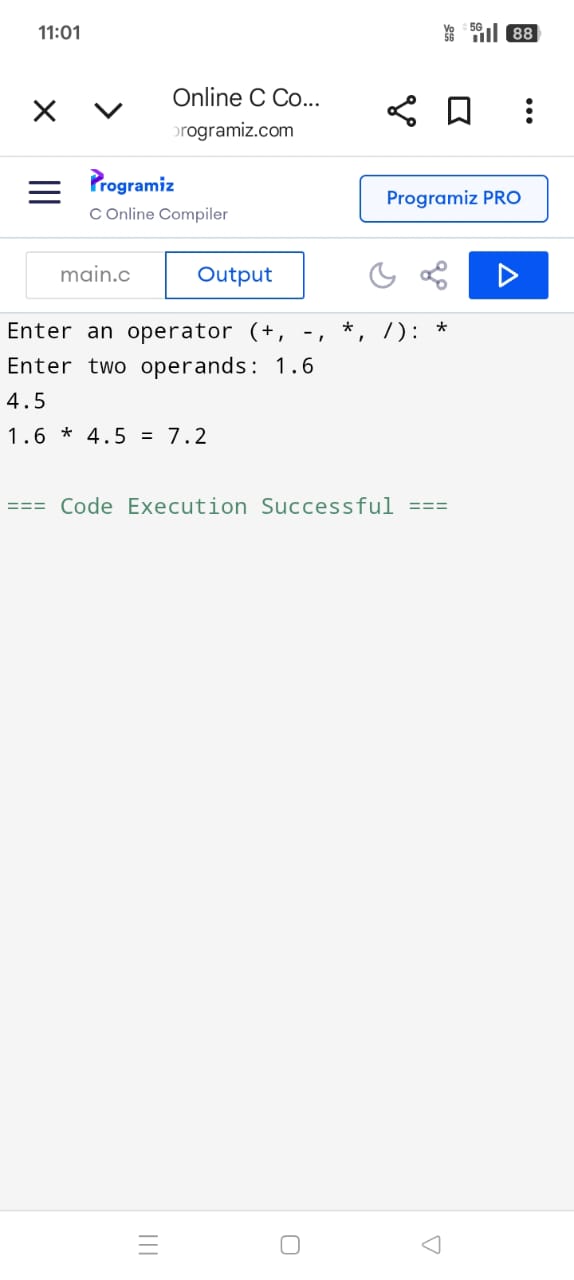 11:01
Vo 5G 5G 88
Online C Co...
programiz.com
Programiz
C Online Compiler
Programiz PRO
main.c Output
Enter an operator (+, -, *, /): *
Enter two operands: 1.6
4.5
1.6 * 4.5 = 7.2
=== Code Execution Successful ===